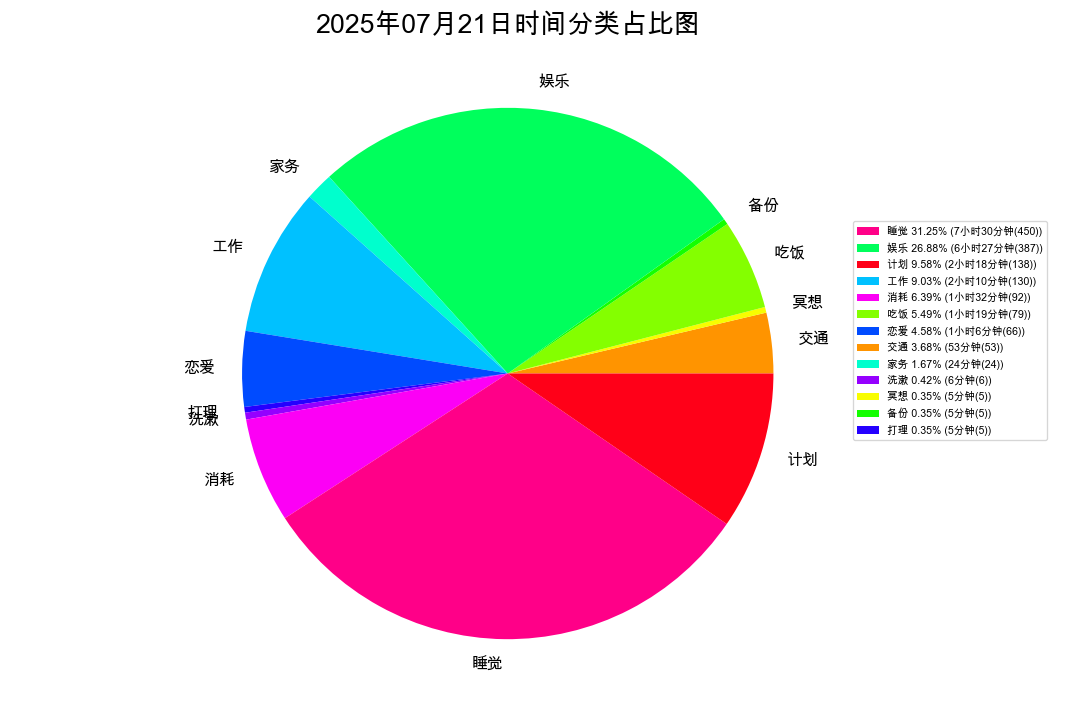 2025年07月21日时间分类占比图
娱乐
家务
备份
工作
吃饭
冥想
交通
恋爱
打理
洗漱
计划
消耗
睡觉
睡觉 31.25% (7小时30分钟(450))
娱乐 26.88% (6小时27分钟(387))
计划 9.58% (2小时18分钟(138))
工作 9.03% (2小时10分钟(130))
消耗 6.39% (1小时32分钟(92))
吃饭 5.49% (1小时19分钟(79))
恋爱 4.58% (1小时6分钟(66))
交通 3.68% (53分钟(53))
家务 1.67% (24分钟(24))
洗漱 0.42% (6分钟(6))
冥想 0.35% (5分钟(5))
备份 0.35% (5分钟(5))
打理 0.35% (5分钟(5))